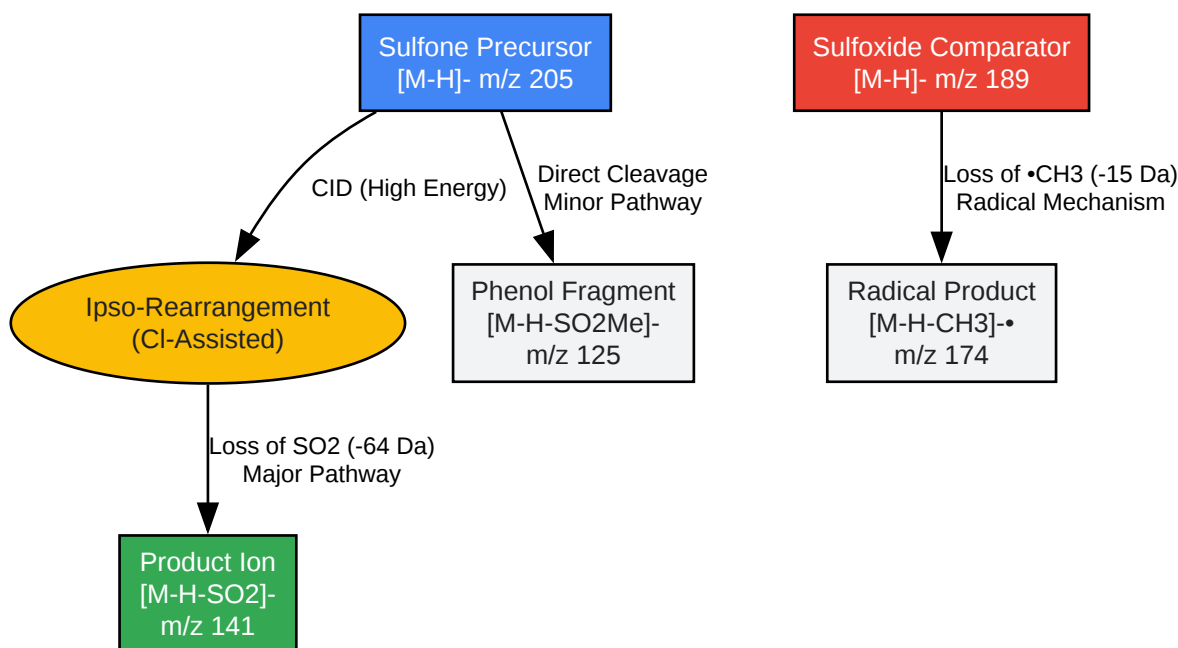 Sulfone Precursor
[M-H]- m/z 205
Sulfoxide Comparator
[M-H]- m/z 189
CID (High Energy)
Direct Cleavage
Minor Pathway
Loss of •CH3 (-15 Da)
Radical Mechanism
Ipso-Rearrangement
(Cl-Assisted)
Phenol Fragment
[M-H-SO2Me]-
m/z 125
Radical Product
[M-H-CH3]-•
m/z 174
Loss of SO2 (-64 Da)
Major Pathway
Product Ion
[M-H-SO2]-
m/z 141